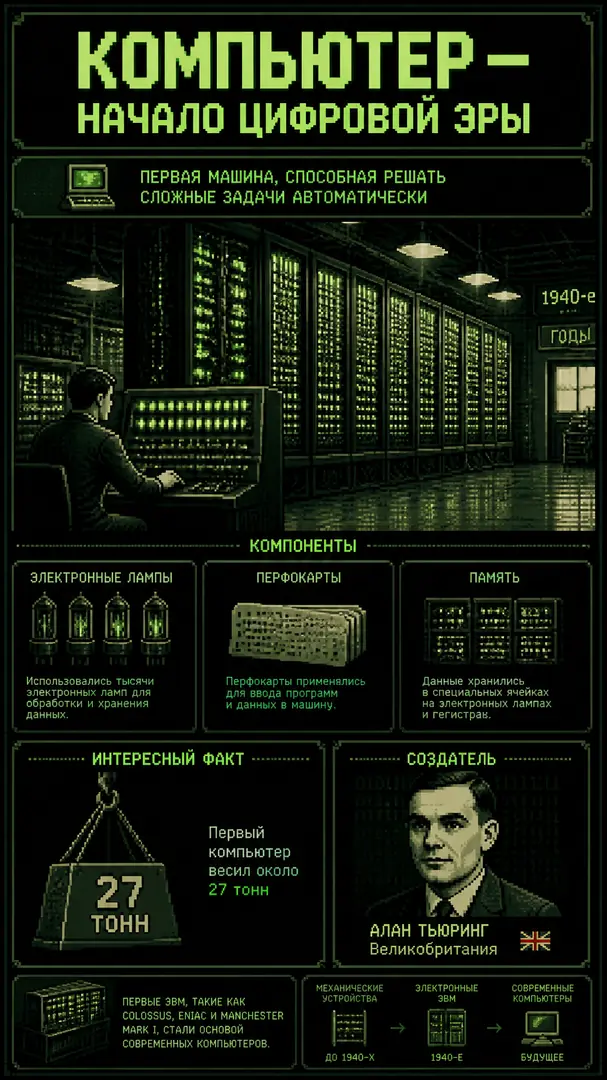 КОМПЬЮТЕР —
НАЧАЛО ЦИФРОВОЙ ЭРЫ
ПЕРВАЯ МАШИНА, СПОСОБНАЯ РЕШАТЬ
СЛОЖНЫЕ ЗАДАЧИ АВТОМАТИЧЕСКИ
1940-е
ГОДЫ
КОМПОНЕНТЫ
ЭЛЕКТРОННЫЕ ЛАМПЫ
Использовались тысячи
электронных ламп для
обработки и хранения
данных.
ПЕРФОКАРТЫ
Перфокарты применялись
для ввода программ
и данных в машину.
ПАМЯТЬ
Данные хранились
в специальных ячейках
на электронных лампах
и гегистрах.
ИНТЕРЕСНЫЙ ФАКТ
27
ТОНН
Первый
компьютер
весил около
27 тонн
СОЗДАТЕЛЬ
АЛАН ТЬЮРИНГ
Великобритания
ПЕРВЫЕ ЭВМ, ТАКИЕ КАК
COLOSSUS, ENIAC И MANCHESTER
MARK I, СТАЛИ ОСНОВОЙ
СОВРЕМЕННЫХ КОМПЬЮТЕРОВ.
МЕХАНИЧЕСКИЕ
УСТРОЙСТВА
ДО 1940-Х
ЭЛЕКТРОННЫЕ
ЭВМ
1940-Е
СОВРЕМЕННЫЕ
КОМПЬЮТЕРЫ
БУДУЩЕЕ